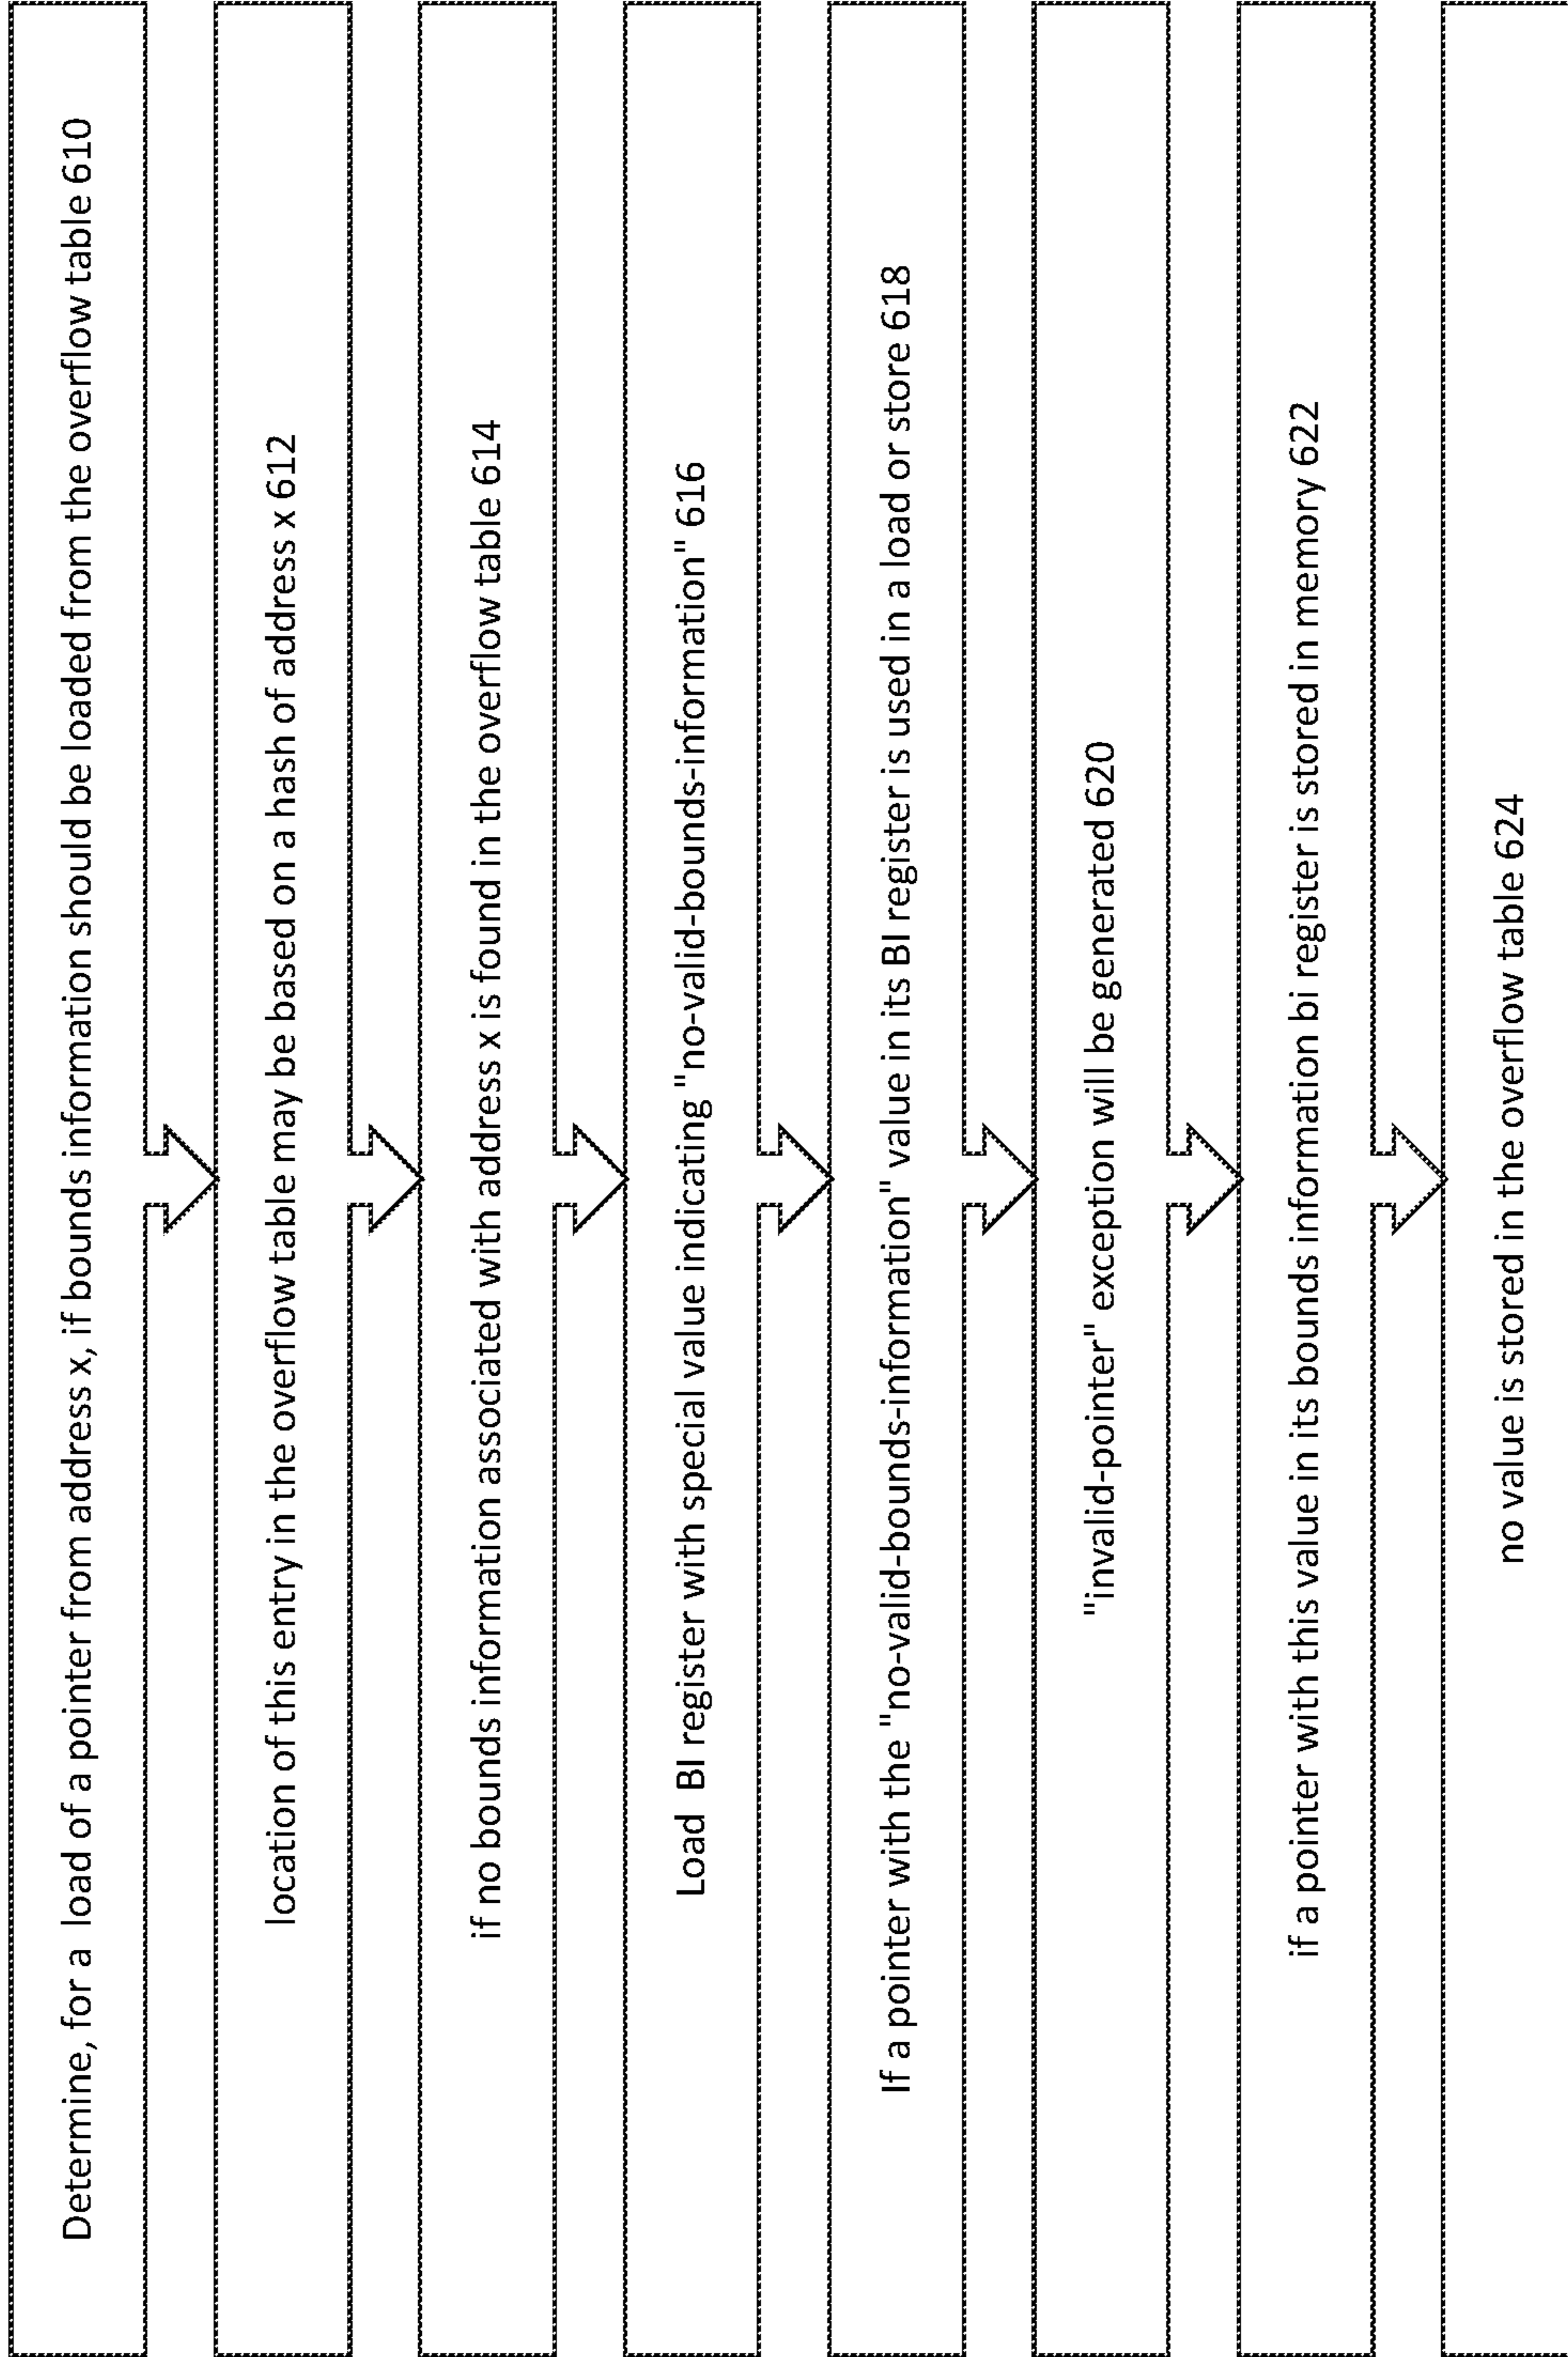 Determine, for a load of a pointer from address x, if bounds information should be loaded from the overflow table 610
location of this entry in the overflow table may be based on a hash of address x 612
if no bounds information associated with address x is found in the overflow table 614
Load BI register with special value indicating "no-valid-bounds-information" 616
If a pointer with the "no-valid-bounds-information" value in its BI register is used in a load or store 618
"invalid-pointer" exception will be generated 620
if a pointer with this value in its bounds information bi register is stored in memory 622
no value is stored in the overflow table 624